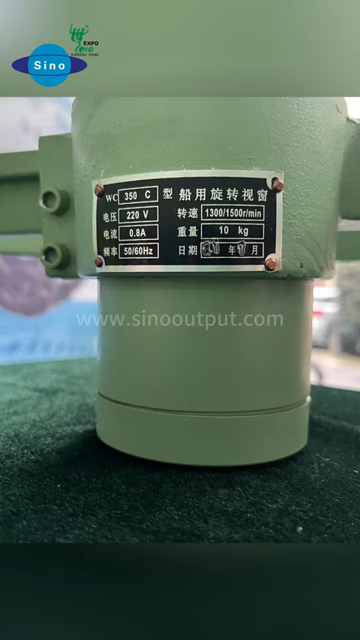 EXPO
Sino
WC 350 C 型 船用旋转视窗
电压 220 V 转速 1300/1500r/min
电流 0.8A 重量 10 kg
频率 50/60Hz 日期 年 月
www.sinooutput.com